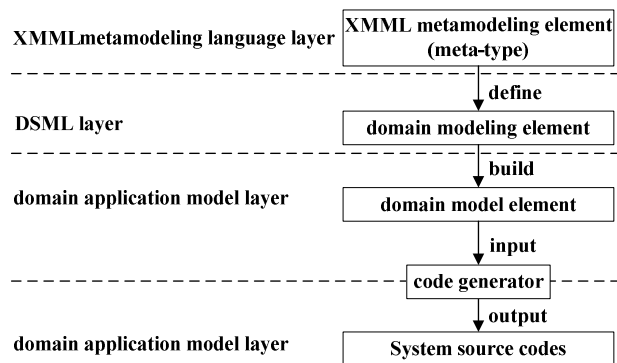 XMMLmetamodeling language layer
XMML metamodeling element
(meta-type)
define
DSML layer
domain modeling element
build
domain application model layer
domain model element
input
code generator
output
domain application model layer
System source codes